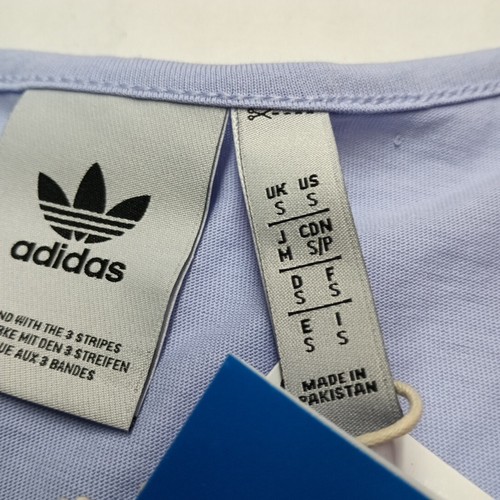 adidas
ND WITH THE 3 STRIPES
RKE MIT DEN 3 STREIFEN
QUE AUX 3 BANDES
UK US
S S
J CDN
M S/P
D F
S S
E I
S S
MADE IN
PAKISTAN